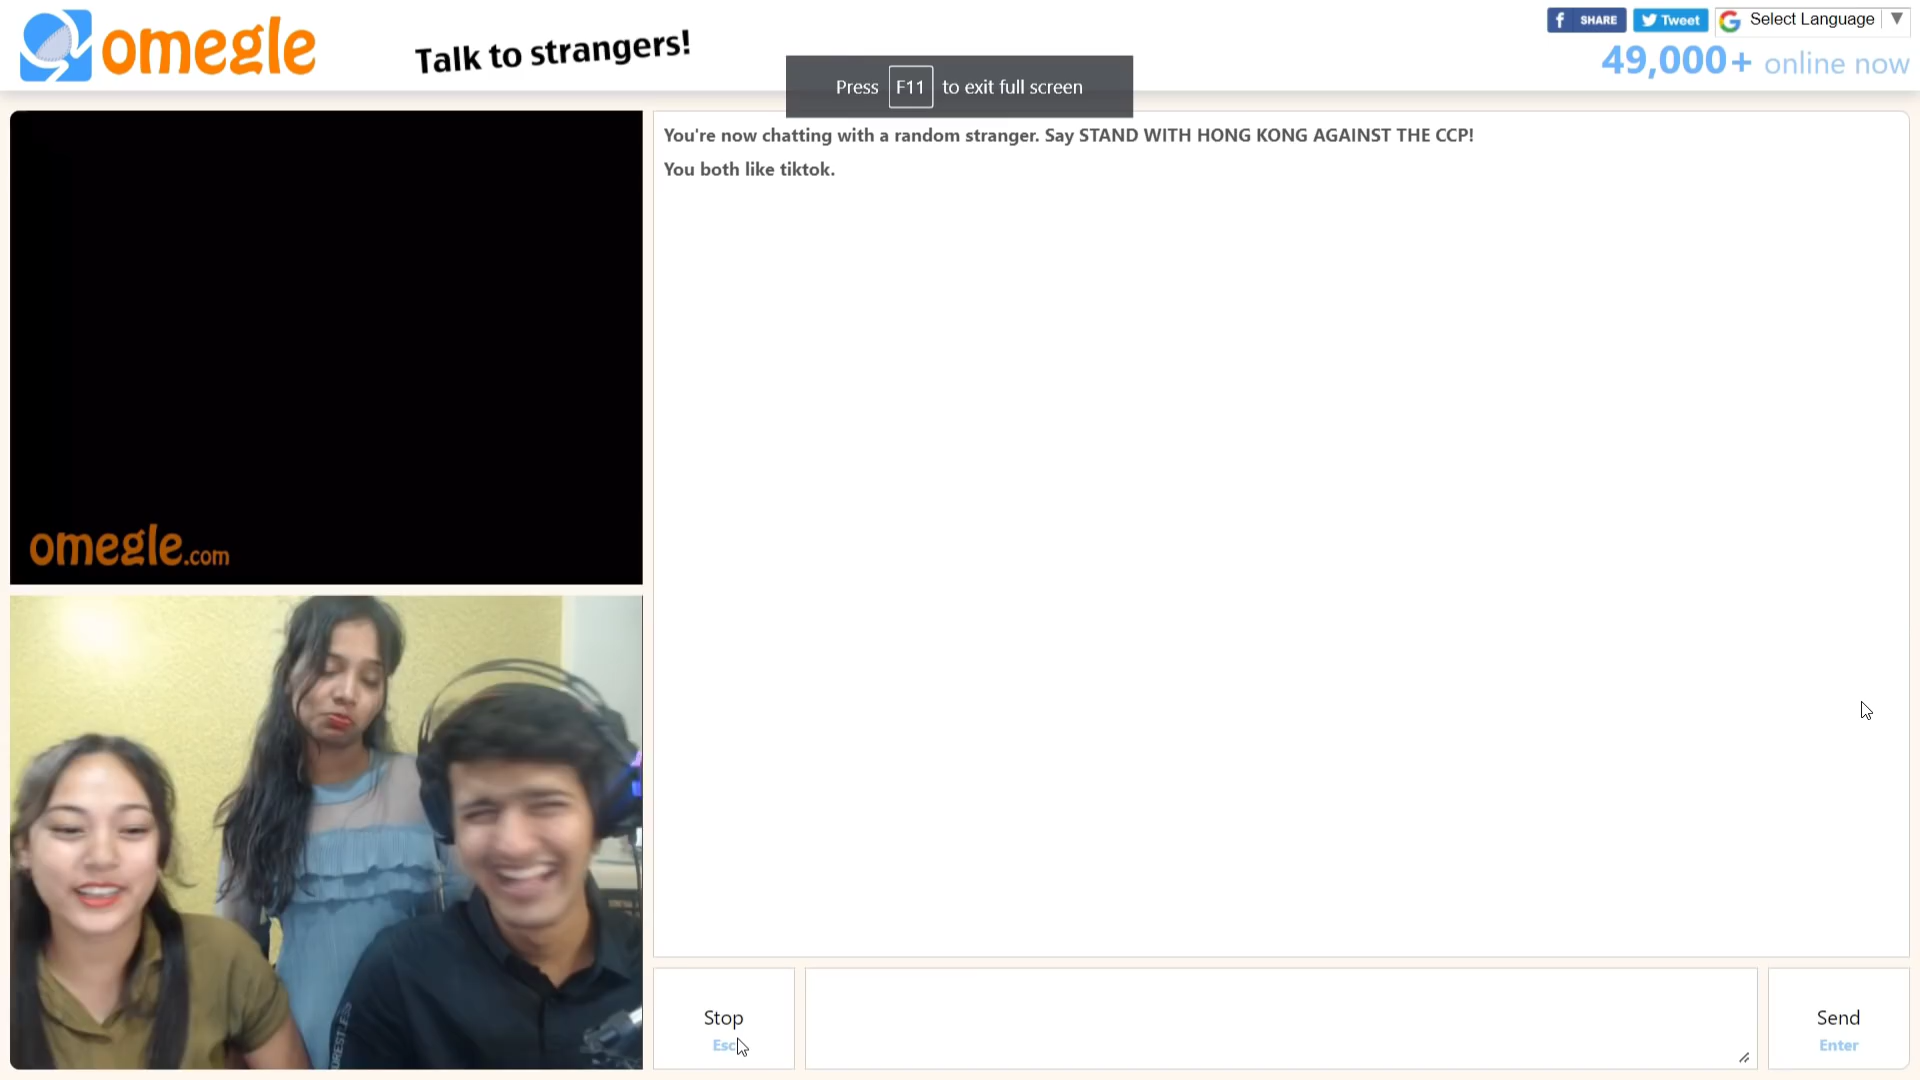 omegle
Talk to strangers!
f SHARE
Tweet
G Select Language ▼
49,000+ online now
Press F11 to exit full screen
You're now chatting with a random stranger. Say STAND WITH HONG KONG AGAINST THE CCP!
You both like tiktok.
omegle.com
Stop
Esc
Send
Enter